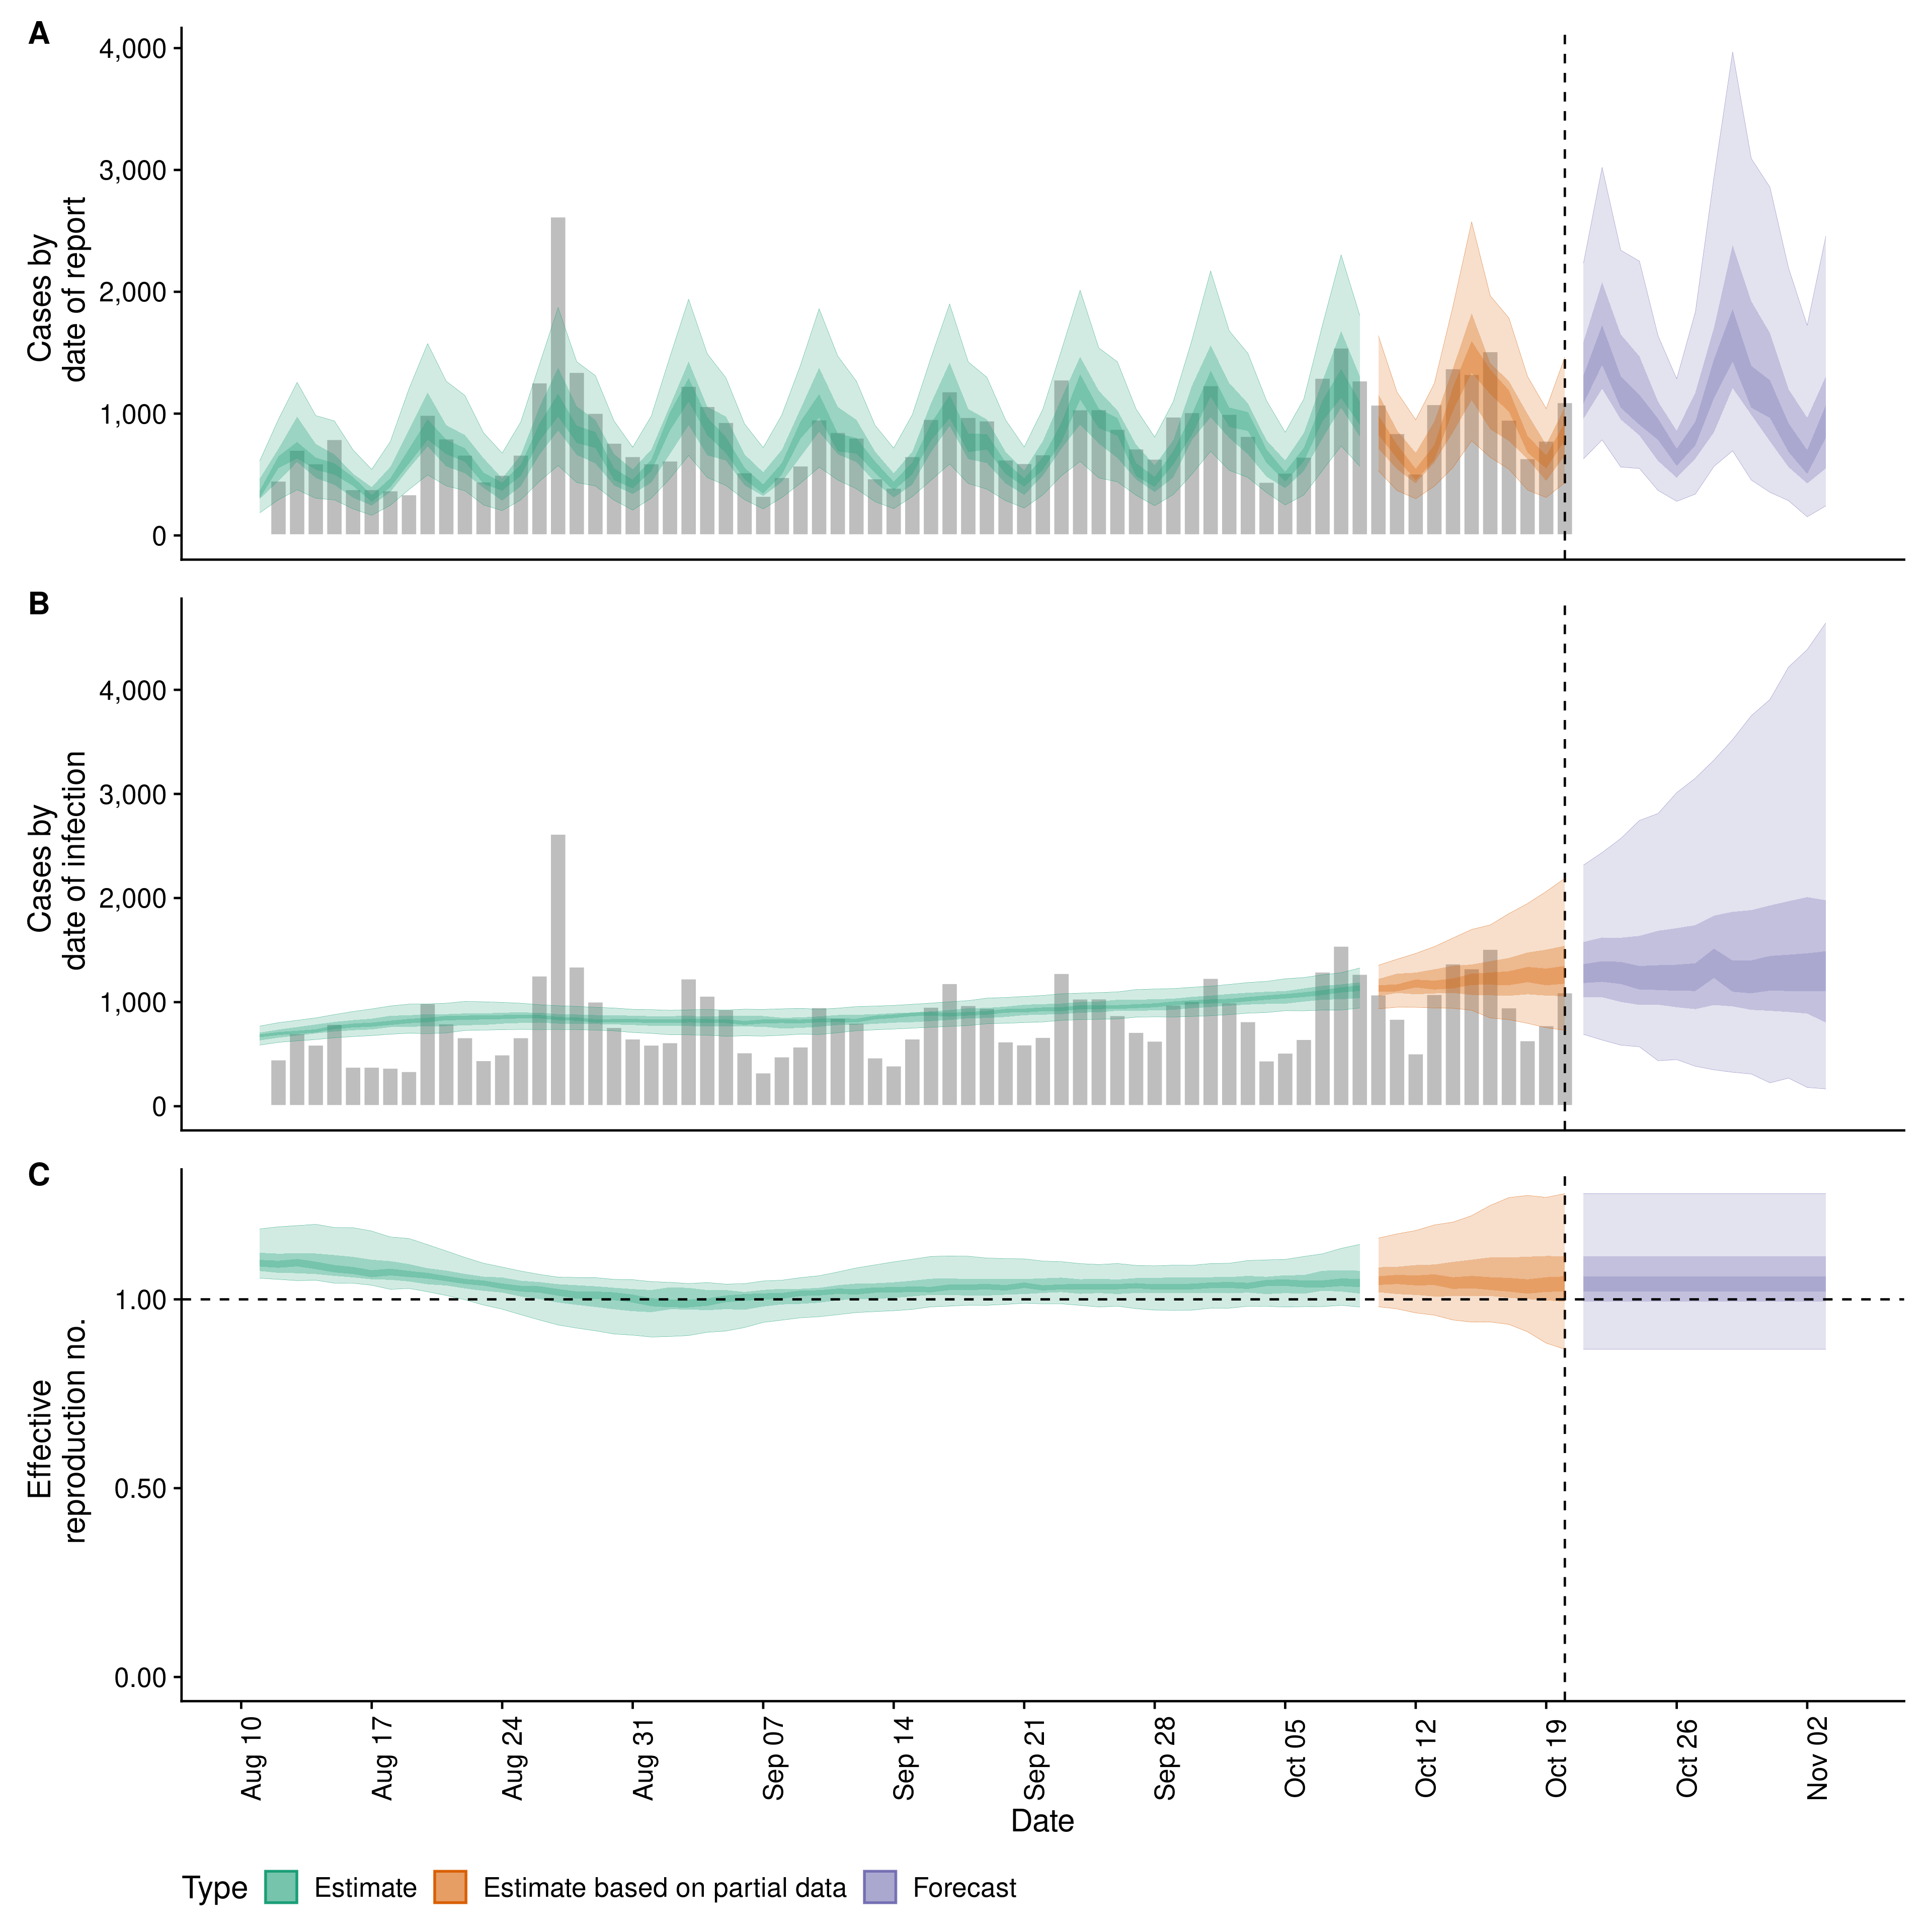 A
4,000
3,000
2,000
1,000
0
Cases by
date of report
B
4,000
3,000
2,000
1,000
0
Cases by
date of infection
C
1.00
0.50
0.00
Effective
reproduction no.
Aug 10
Aug 17
Aug 24
Aug 31
Sep 07
Sep 14
Sep 21
Sep 28
Oct 05
Oct 12
Oct 19
Oct 26
Nov 02
Date
Type Estimate Estimate based on partial data Forecast